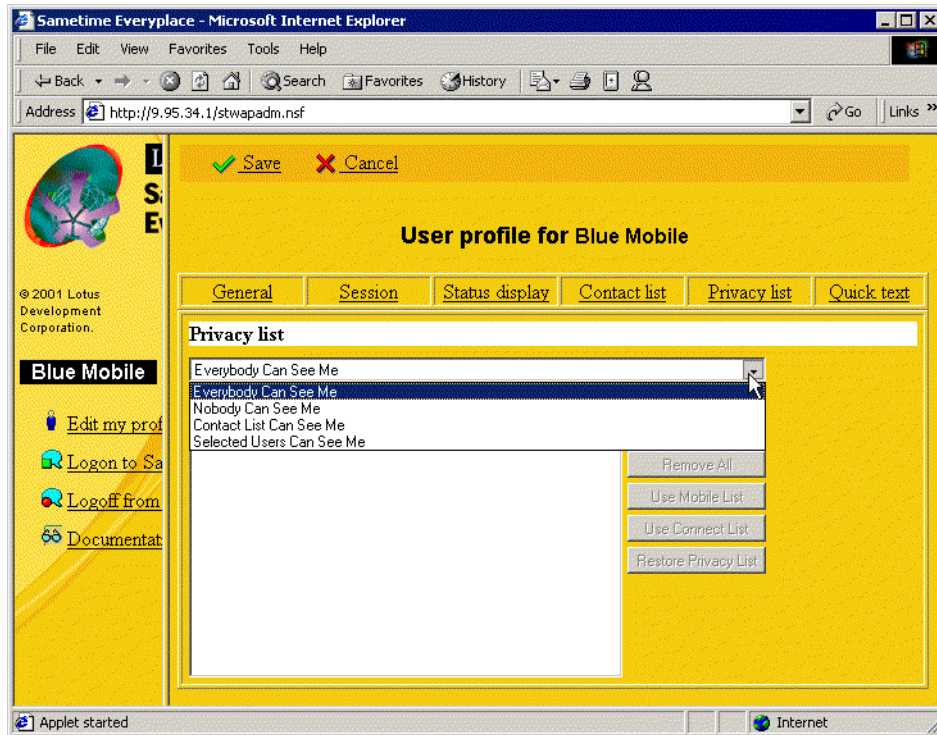 Sametime Everyplace - Microsoft Internet Explorer
File Edit View Favorites Tools Help
Back Search Favorites History
Address http://9.95.34.1/stwapadm.nsf Go Links »
L
Sa
Ev
Save Cancel
User profile for Blue Mobile
© 2001 Lotus
Development
Corporation.
General Session Status display Contact list Privacy list Quick text
Privacy list
Blue Mobile
Everybody Can See Me
Everybody Can See Me
Nobody Can See Me
Contact List Can See Me
Selected Users Can See Me
Edit my prof
Logon to Sa
Logoff from
Documentat
Remove All
Use Mobile List
Use Connect List
Restore Privacy List
Applet started Internet